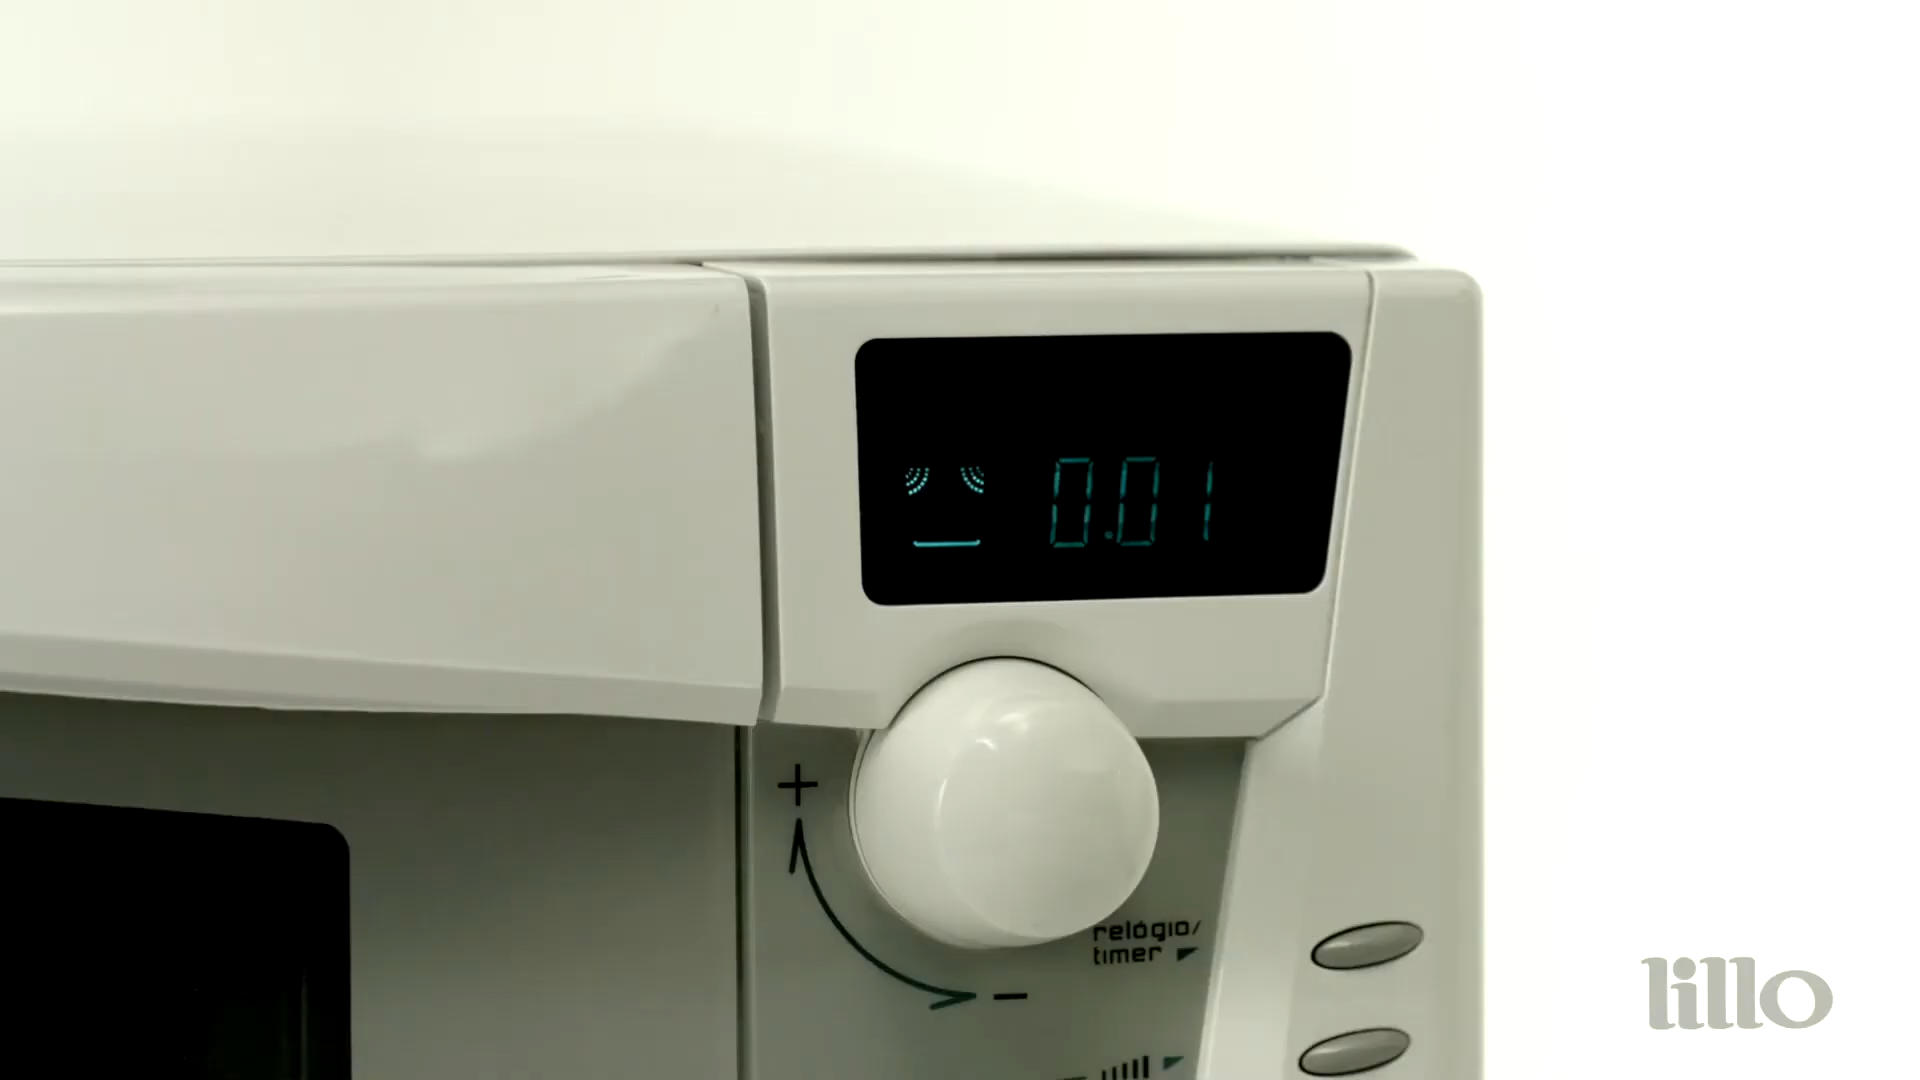 0.01
+
relógio/
timer
−
lillo